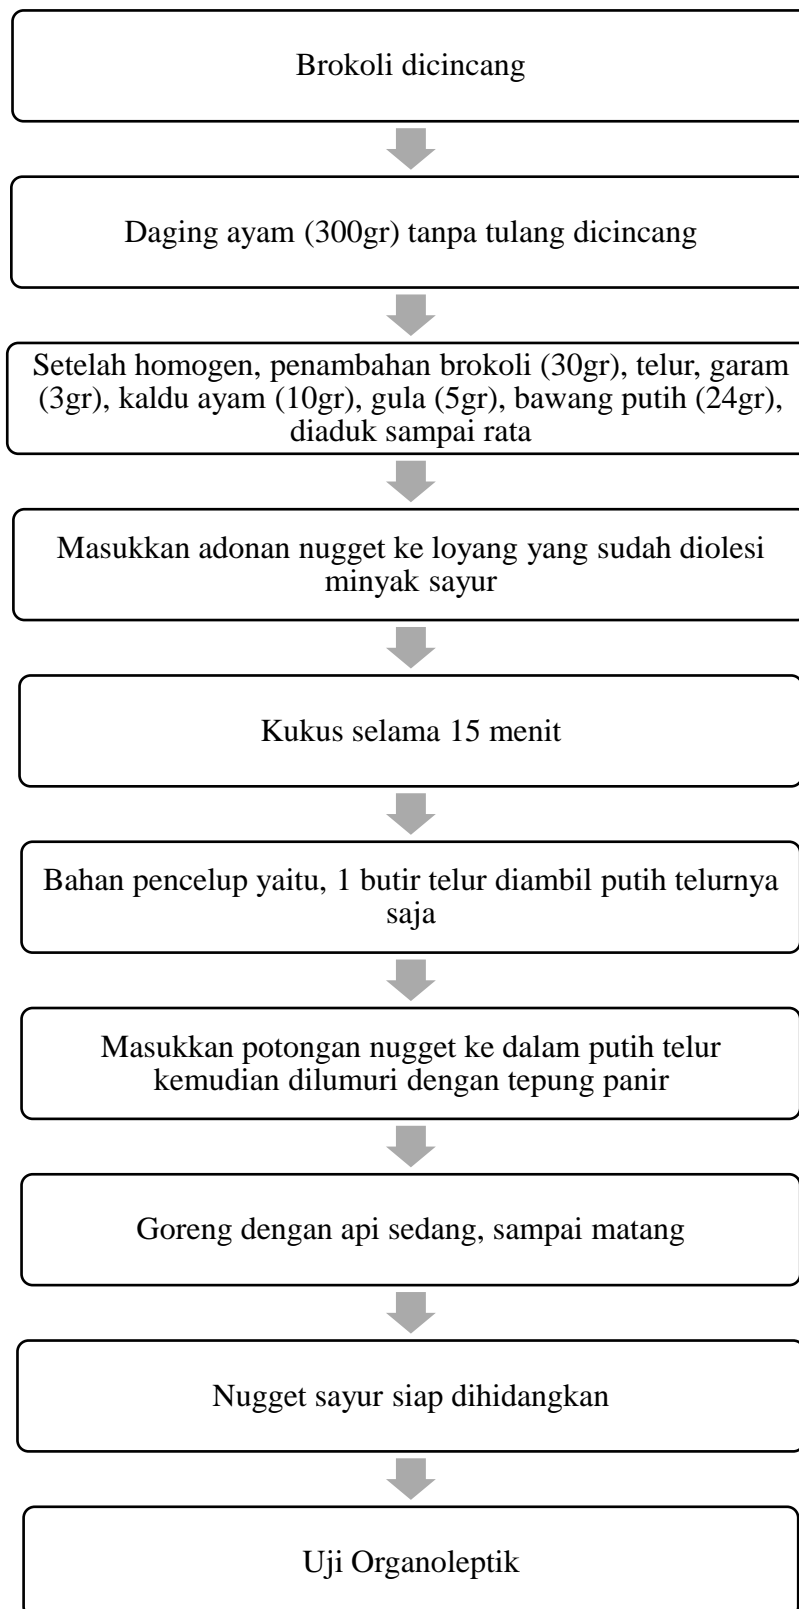 Brokoli dicincang
Daging ayam (300gr) tanpa tulang dicincang
Setelah homogen, penambahan brokoli (30gr), telur, garam
(3gr), kaldu ayam (10gr), gula (5gr), bawang putih (24gr),
diaduk sampai rata
Masukkan adonan nugget ke loyang yang sudah diolesi
minyak sayur
Kukus selama 15 menit
Bahan pencelup yaitu, 1 butir telur diambil putih telurnya
saja
Masukkan potongan nugget ke dalam putih telur
kemudian dilumuri dengan tepung panir
Goreng dengan api sedang, sampai matang
Nugget sayur siap dihidangkan
Uji Organoleptik